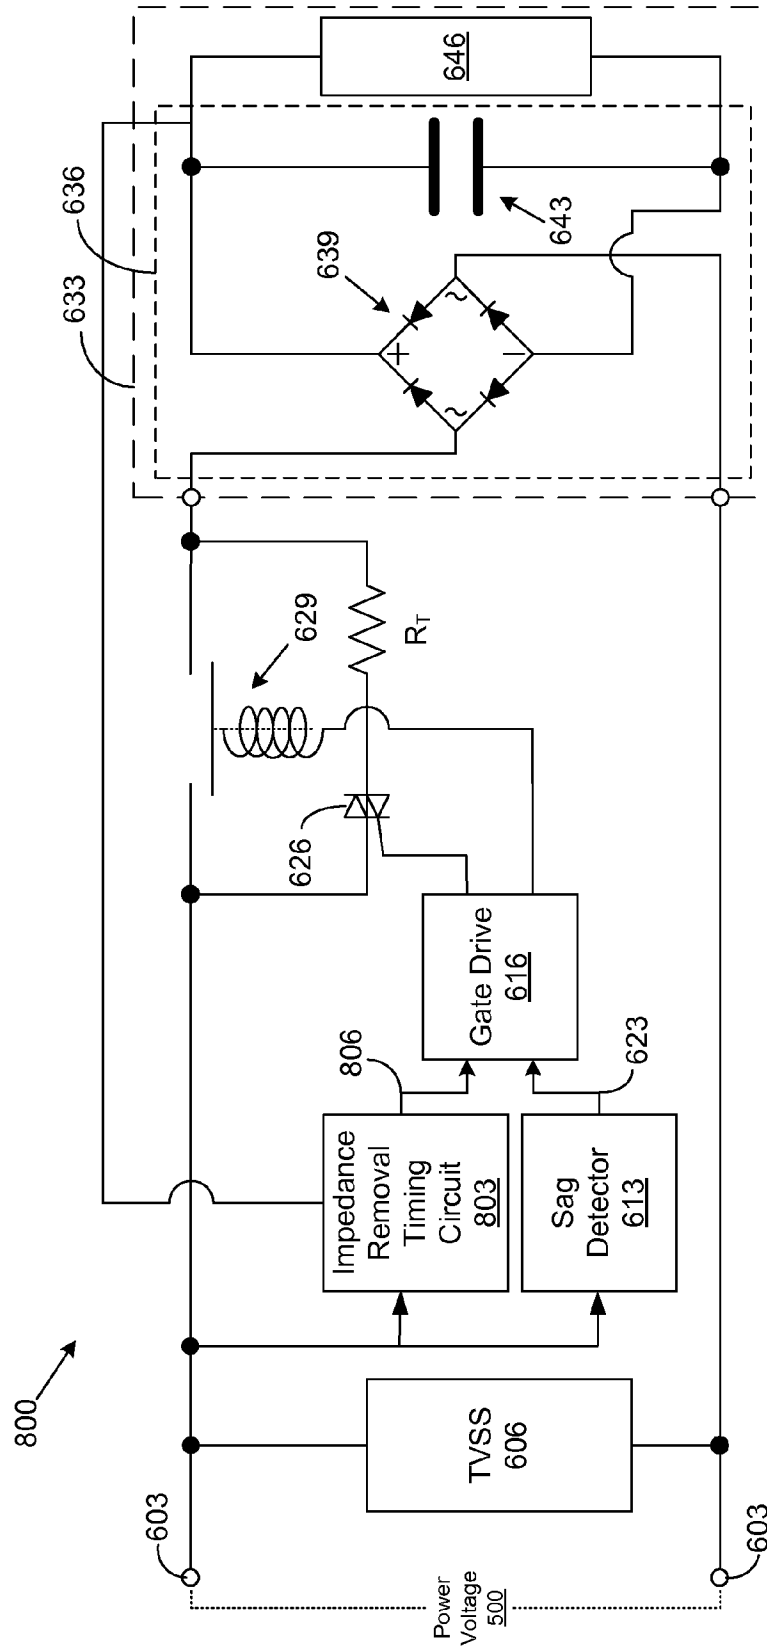 800
603
Power
Voltage
500
603
TVSS
606
Impedance
Removal
Timing
Circuit
803
806
Sag
Detector
613
623
Gate Drive
616
626
629
RT
633
636
639
+
~
~
–
643
646